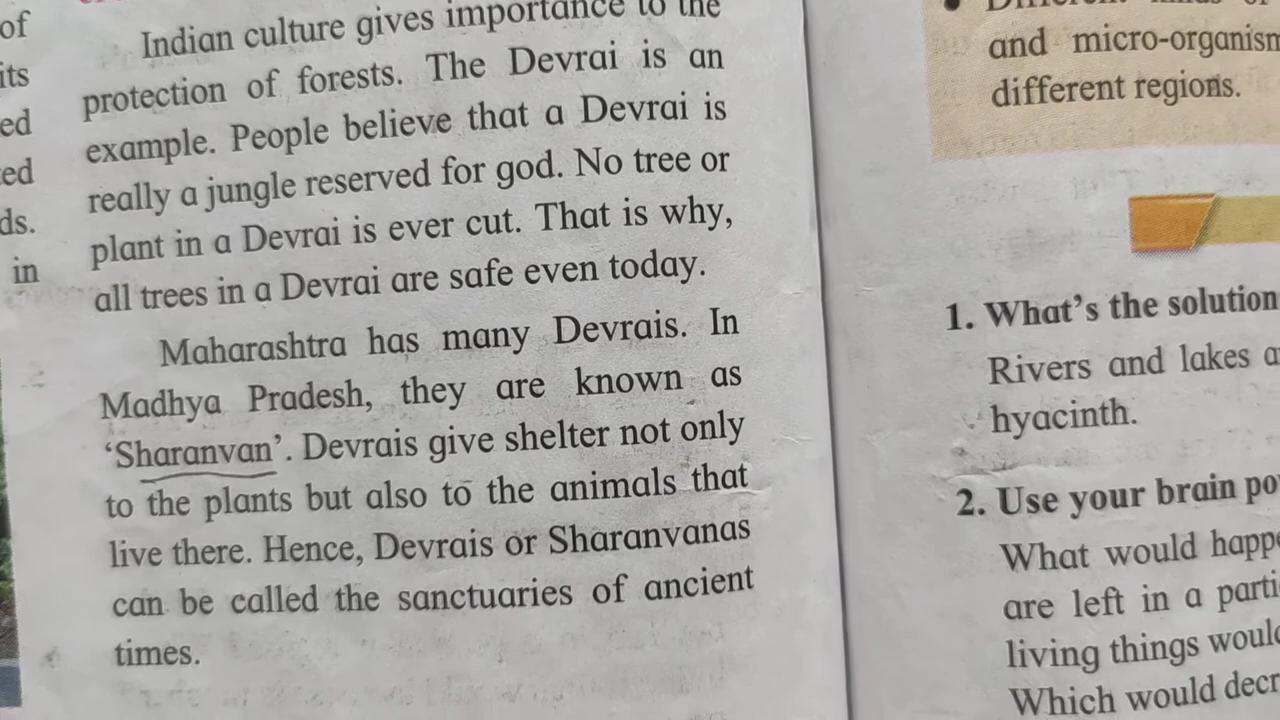 of
its
ed
ds.
in
Indian culture gives importance to the
protection of forests. The Devrai is an
example. People believe that a Devrai is
really a jungle reserved for god. No tree or
plant in a Devrai is ever cut. That is why,
all trees in a Devrai are safe even today.
Maharashtra has many Devrais. In
Madhya Pradesh, they are known as
‘Sharanvan’. Devrais give shelter not only
to the plants but also to the animals that
live there. Hence, Devrais or Sharanvanas
can be called the sanctuaries of ancient
times.
and micro-organism
different regions.
1. What’s the solution
Rivers and lakes a
hyacinth.
2. Use your brain po
What would happe
are left in a parti
living things would
Which would decr